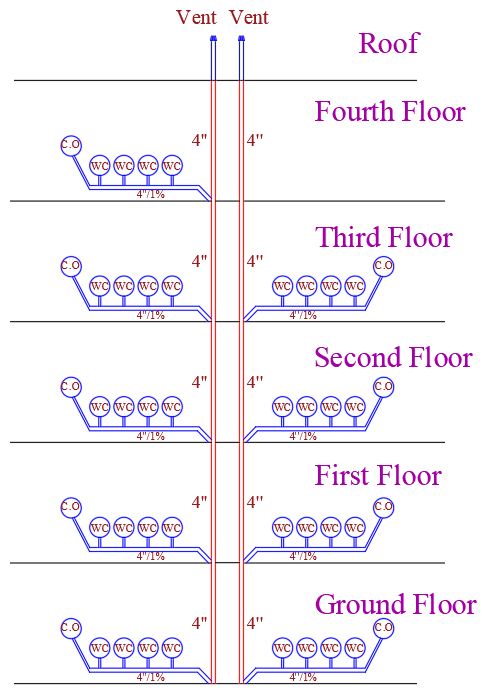 Vent Vent
Roof
Fourth Floor
4" 4"
C.O
WC WC WC WC
4"/1%
Third Floor
4" 4"
C.O C.O
WC WC WC WC WC WC WC WC
4"/1% 4"/1%
Second Floor
4" 4"
C.O C.O
WC WC WC WC WC WC WC WC
4"/1% 4"/1%
First Floor
4" 4"
C.O C.O
WC WC WC WC WC WC WC WC
4"/1% 4"/1%
Ground Floor
4" 4"
C.O C.O
WC WC WC WC WC WC WC WC
4"/1% 4"/1%